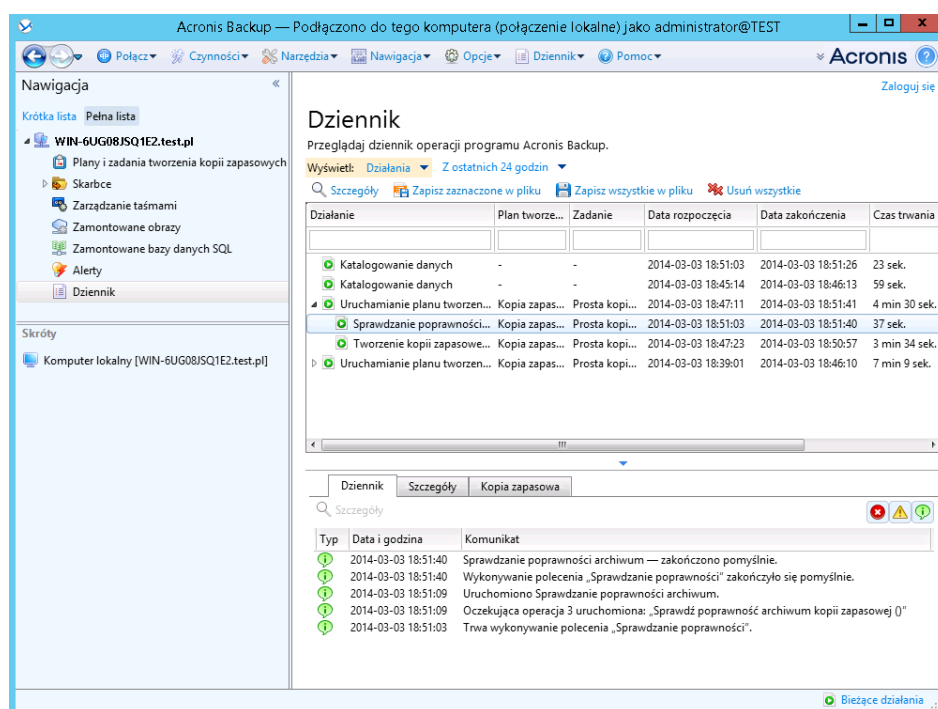 Acronis Backup — Podłączono do tego komputera (połączenie lokalne) jako administrator@TEST
Połącz Czynności Narzędzia Nawigacja Opcje Dziennik Pomoc Acronis
Nawigacja
Zaloguj się
Krótka lista Pełna lista
WIN-6UG08JSQ1E2.test.pl
Plany i zadania tworzenia kopii zapasowych
Skarbce
Zarządzanie taśmami
Zamontowane obrazy
Zamontowane bazy danych SQL
Alerty
Dziennik
Skróty
Komputer lokalny [WIN-6UG08JSQ1E2.test.pl]
Dziennik
Przeglądaj dziennik operacji programu Acronis Backup.
Wyświetl: Działania Z ostatnich 24 godzin
Szczegóły Zapisz zaznaczone w pliku Zapisz wszystkie w pliku Usuń wszystkie
Działanie Plan tworze... Zadanie Data rozpoczęcia Data zakończenia Czas trwania
Katalogowanie danych - - 2014-03-03 18:51:03 2014-03-03 18:51:26 23 sek.
Katalogowanie danych - - 2014-03-03 18:45:14 2014-03-03 18:46:13 59 sek.
Uruchamianie planu tworzen... Kopia zapas... Prosta kopi... 2014-03-03 18:47:11 2014-03-03 18:51:41 4 min 30 sek.
Sprawdzanie poprawności... Kopia zapas... Prosta kopi... 2014-03-03 18:51:03 2014-03-03 18:51:40 37 sek.
Tworzenie kopii zapasowe... Kopia zapas... Prosta kopi... 2014-03-03 18:47:23 2014-03-03 18:50:57 3 min 34 sek.
Uruchamianie planu tworzen... Kopia zapas... Prosta kopi... 2014-03-03 18:39:01 2014-03-03 18:46:10 7 min 9 sek.
Dziennik Szczegóły Kopia zapasowa
Szczegóły
Typ Data i godzina Komunikat
2014-03-03 18:51:40 Sprawdzanie poprawności archiwum — zakończono pomyślnie.
2014-03-03 18:51:40 Wykonywanie polecenia „Sprawdzanie poprawności” zakończyło się pomyślnie.
2014-03-03 18:51:09 Uruchomiono Sprawdzanie poprawności archiwum.
2014-03-03 18:51:09 Oczekująca operacja 3 uruchomiona: „Sprawdź poprawność archiwum kopii zapasowej ()”
2014-03-03 18:51:03 Trwa wykonywanie polecenia „Sprawdzanie poprawności”.
Bieżące działania